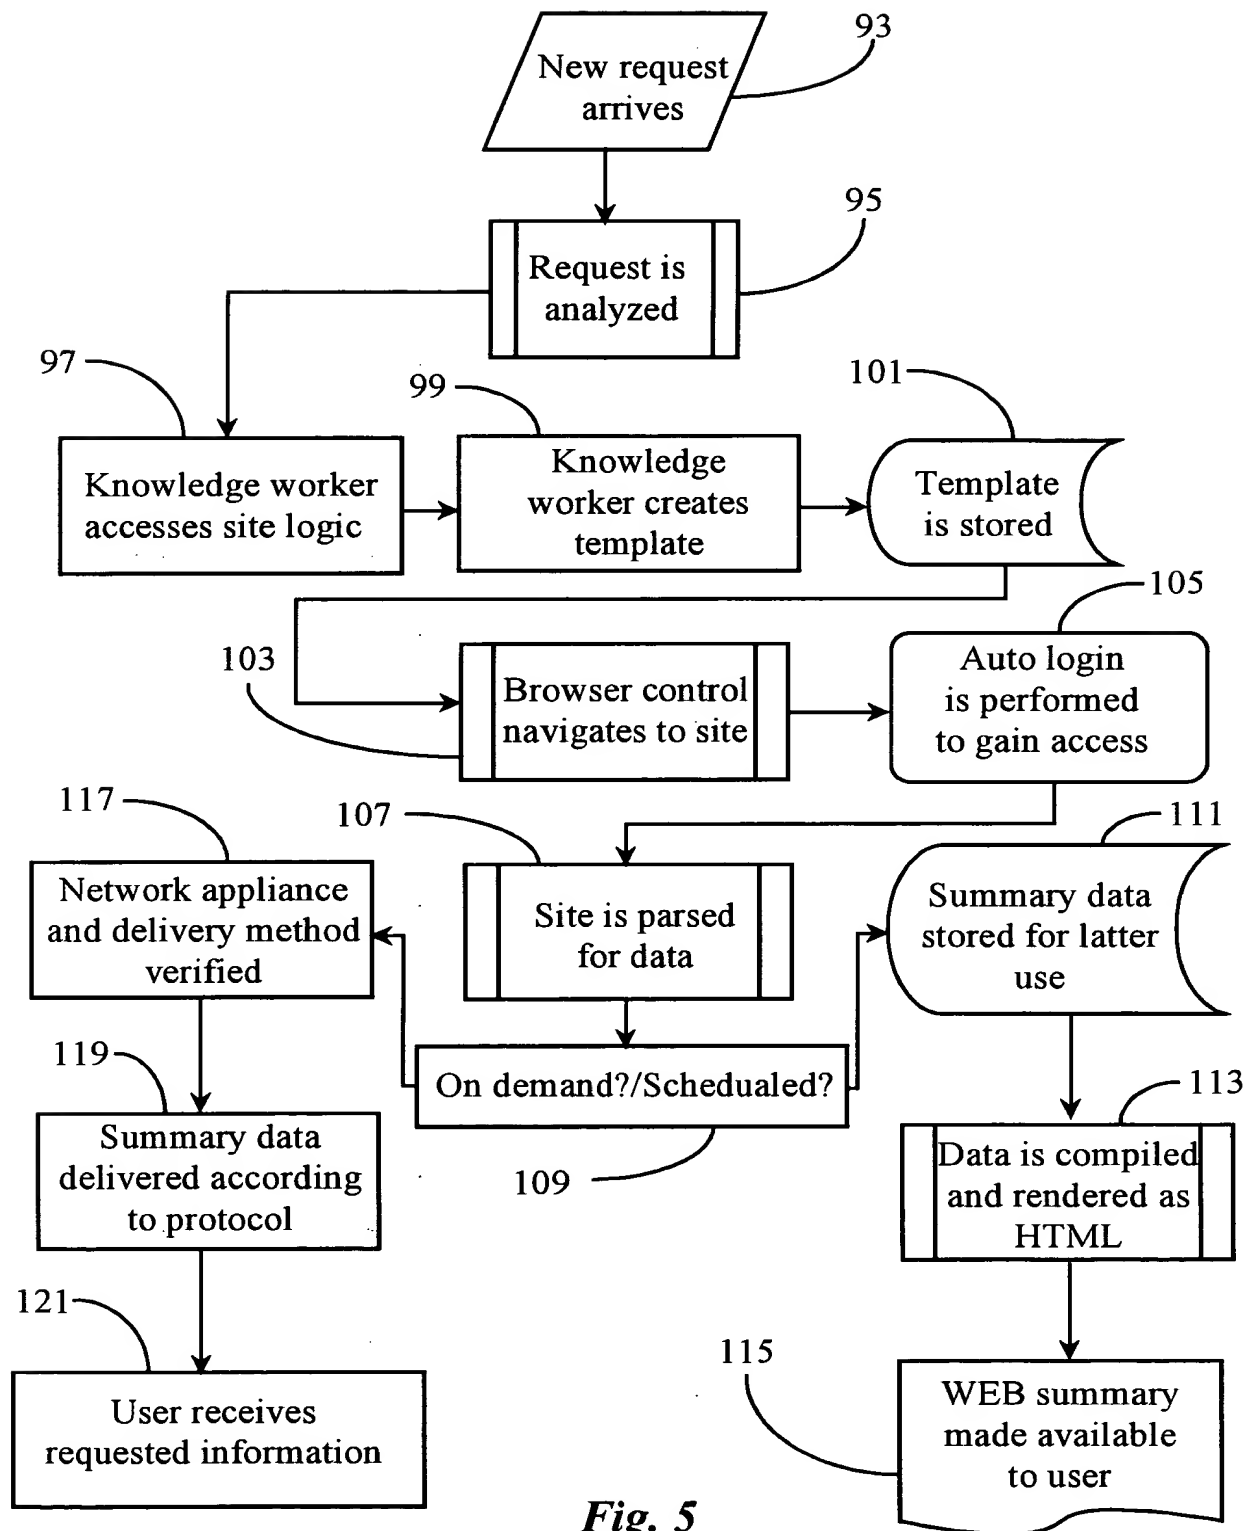 93
New request
arrives
95
Request is
analyzed
97
Knowledge worker
accesses site logic
99
Knowledge
worker creates
template
101
Template
is stored
103
Browser control
navigates to site
105
Auto login
is performed
to gain access
117
Network appliance
and delivery method
verified
107
Site is parsed
for data
111
Summary data
stored for latter
use
119
Summary data
delivered according
to protocol
On demand?/Schedualed?
109
113
Data is compiled
and rendered as
HTML
121
User receives
requested information
115
WEB summary
made available
to user
Fig. 5